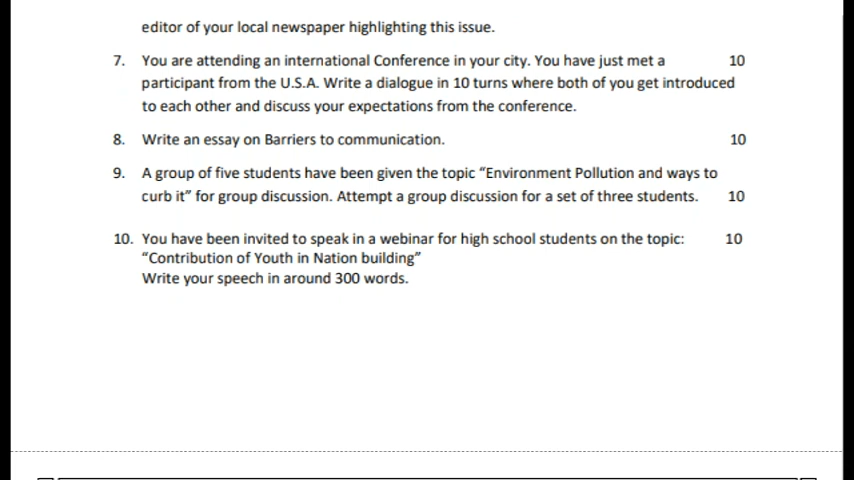 editor of your local newspaper highlighting this issue.
7. You are attending an international Conference in your city. You have just met a 10
participant from the U.S.A. Write a dialogue in 10 turns where both of you get introduced
to each other and discuss your expectations from the conference.
8. Write an essay on Barriers to communication. 10
9. A group of five students have been given the topic “Environment Pollution and ways to
curb it” for group discussion. Attempt a group discussion for a set of three students. 10
10. You have been invited to speak in a webinar for high school students on the topic: 10
“Contribution of Youth in Nation building”
Write your speech in around 300 words.